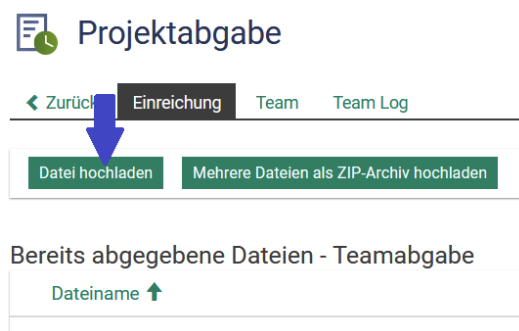 Projektabgabe
Zurück Einreichung Team Team Log
Datei hochladen Mehrere Dateien als ZIP-Archiv hochladen
Bereits abgegebene Dateien - Teamabgabe
Dateiname